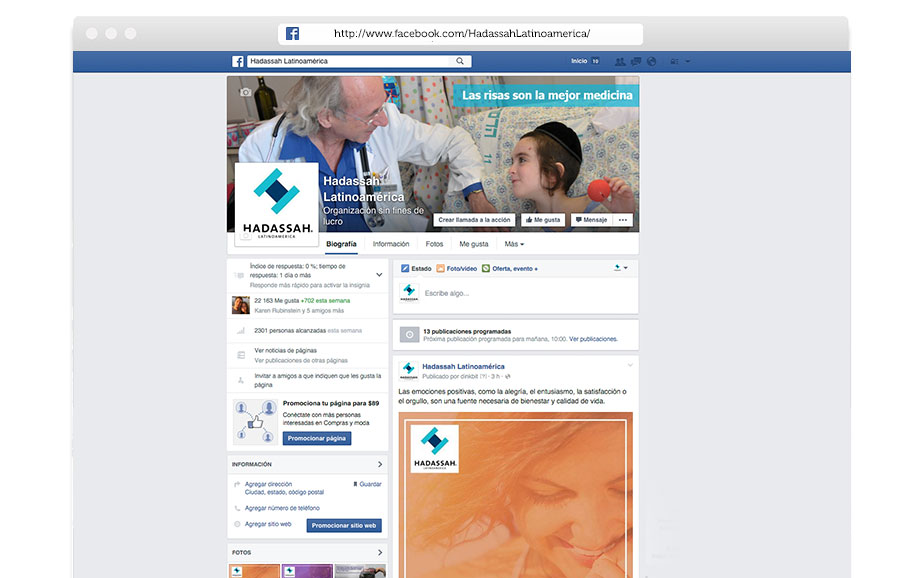 http://www.facebook.com/HadassahLatinoamerica/
Hadassah Latinoamérica
Inicio 10
Las risas son la mejor medicina
HADASSAH
LATINOAMÉRICA
Hadassah
Latinoamérica
Organización sin fines de
lucro
Crear llamada a la acción
Me gusta
Mensaje
Biografía
Información
Fotos
Me gusta
Más
Índice de respuesta: 0 %; tiempo de
respuesta: 1 día o más
Responde más rápido para activar la insignia
22 163 Me gusta +702 esta semana
Karen Rubinstein y 5 amigos más
2301 personas alcanzadas esta semana
Ver noticias de páginas
Ver publicaciones de otras páginas
Invitar a amigos a que indiquen que les gusta la
página
Promociona tu página para $89
Conéctate con más personas
interesadas en Compras y moda
Promocionar página
INFORMACIÓN
Agregar dirección
Guardar
Ciudad, estado, código postal
Agregar número de teléfono
Agregar sitio web
Promocionar sitio web
FOTOS
Estado
Foto/video
Oferta, evento +
HADASSAH
Escribe algo...
13 publicaciones programadas
Próxima publicación programada para mañana, 10:00. Ver publicaciones.
HADASSAH
Hadassah Latinoamérica
Publicado por dinkbit [?] · 3 h ·
Las emociones positivas, como la alegría, el entusiasmo, la satisfacción o
el orgullo, son una fuente necesaria de bienestar y calidad de vida.
HADASSAH
LATINOAMÉRICA